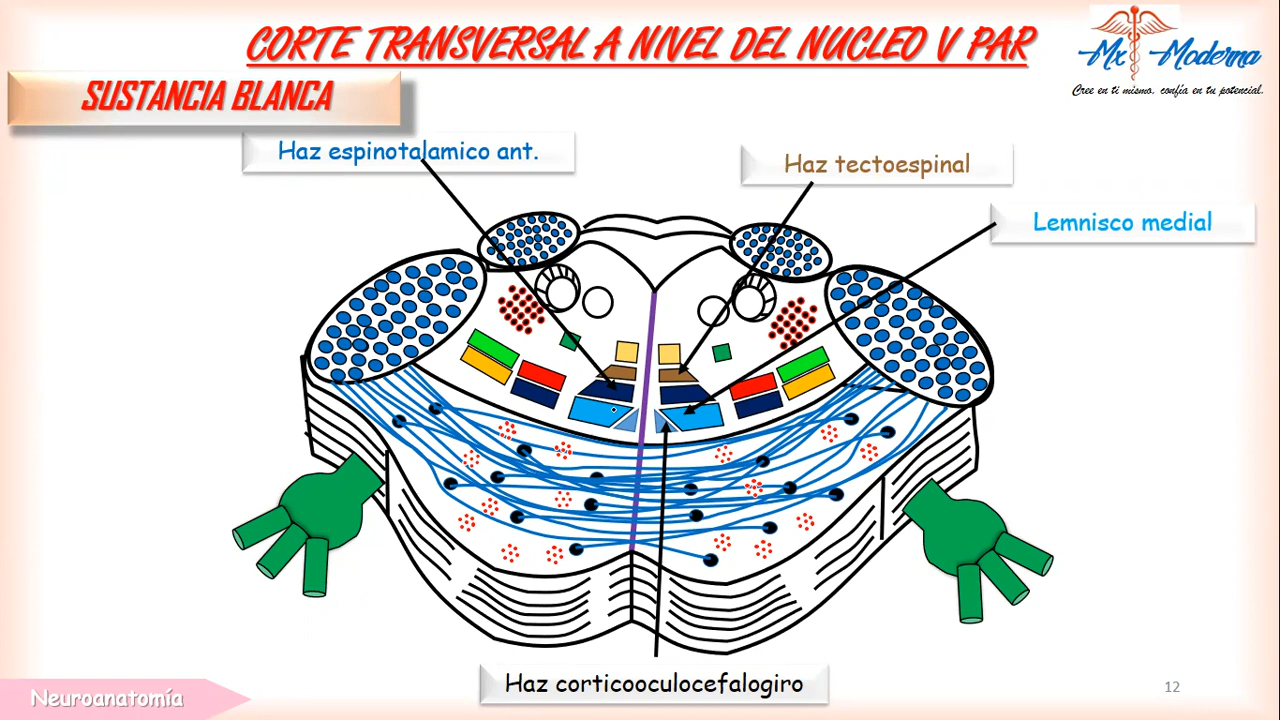 CORTE TRANSVERSAL A NIVEL DEL NUCLEO V PAR
Mx Moderna
Cree en ti mismo, confía en tu potencial.
SUSTANCIA BLANCA
Haz espinotalamico ant.
Haz tectoespinal
Lemnisco medial
Haz corticooculocefalogiro
Neuroanatomía
12